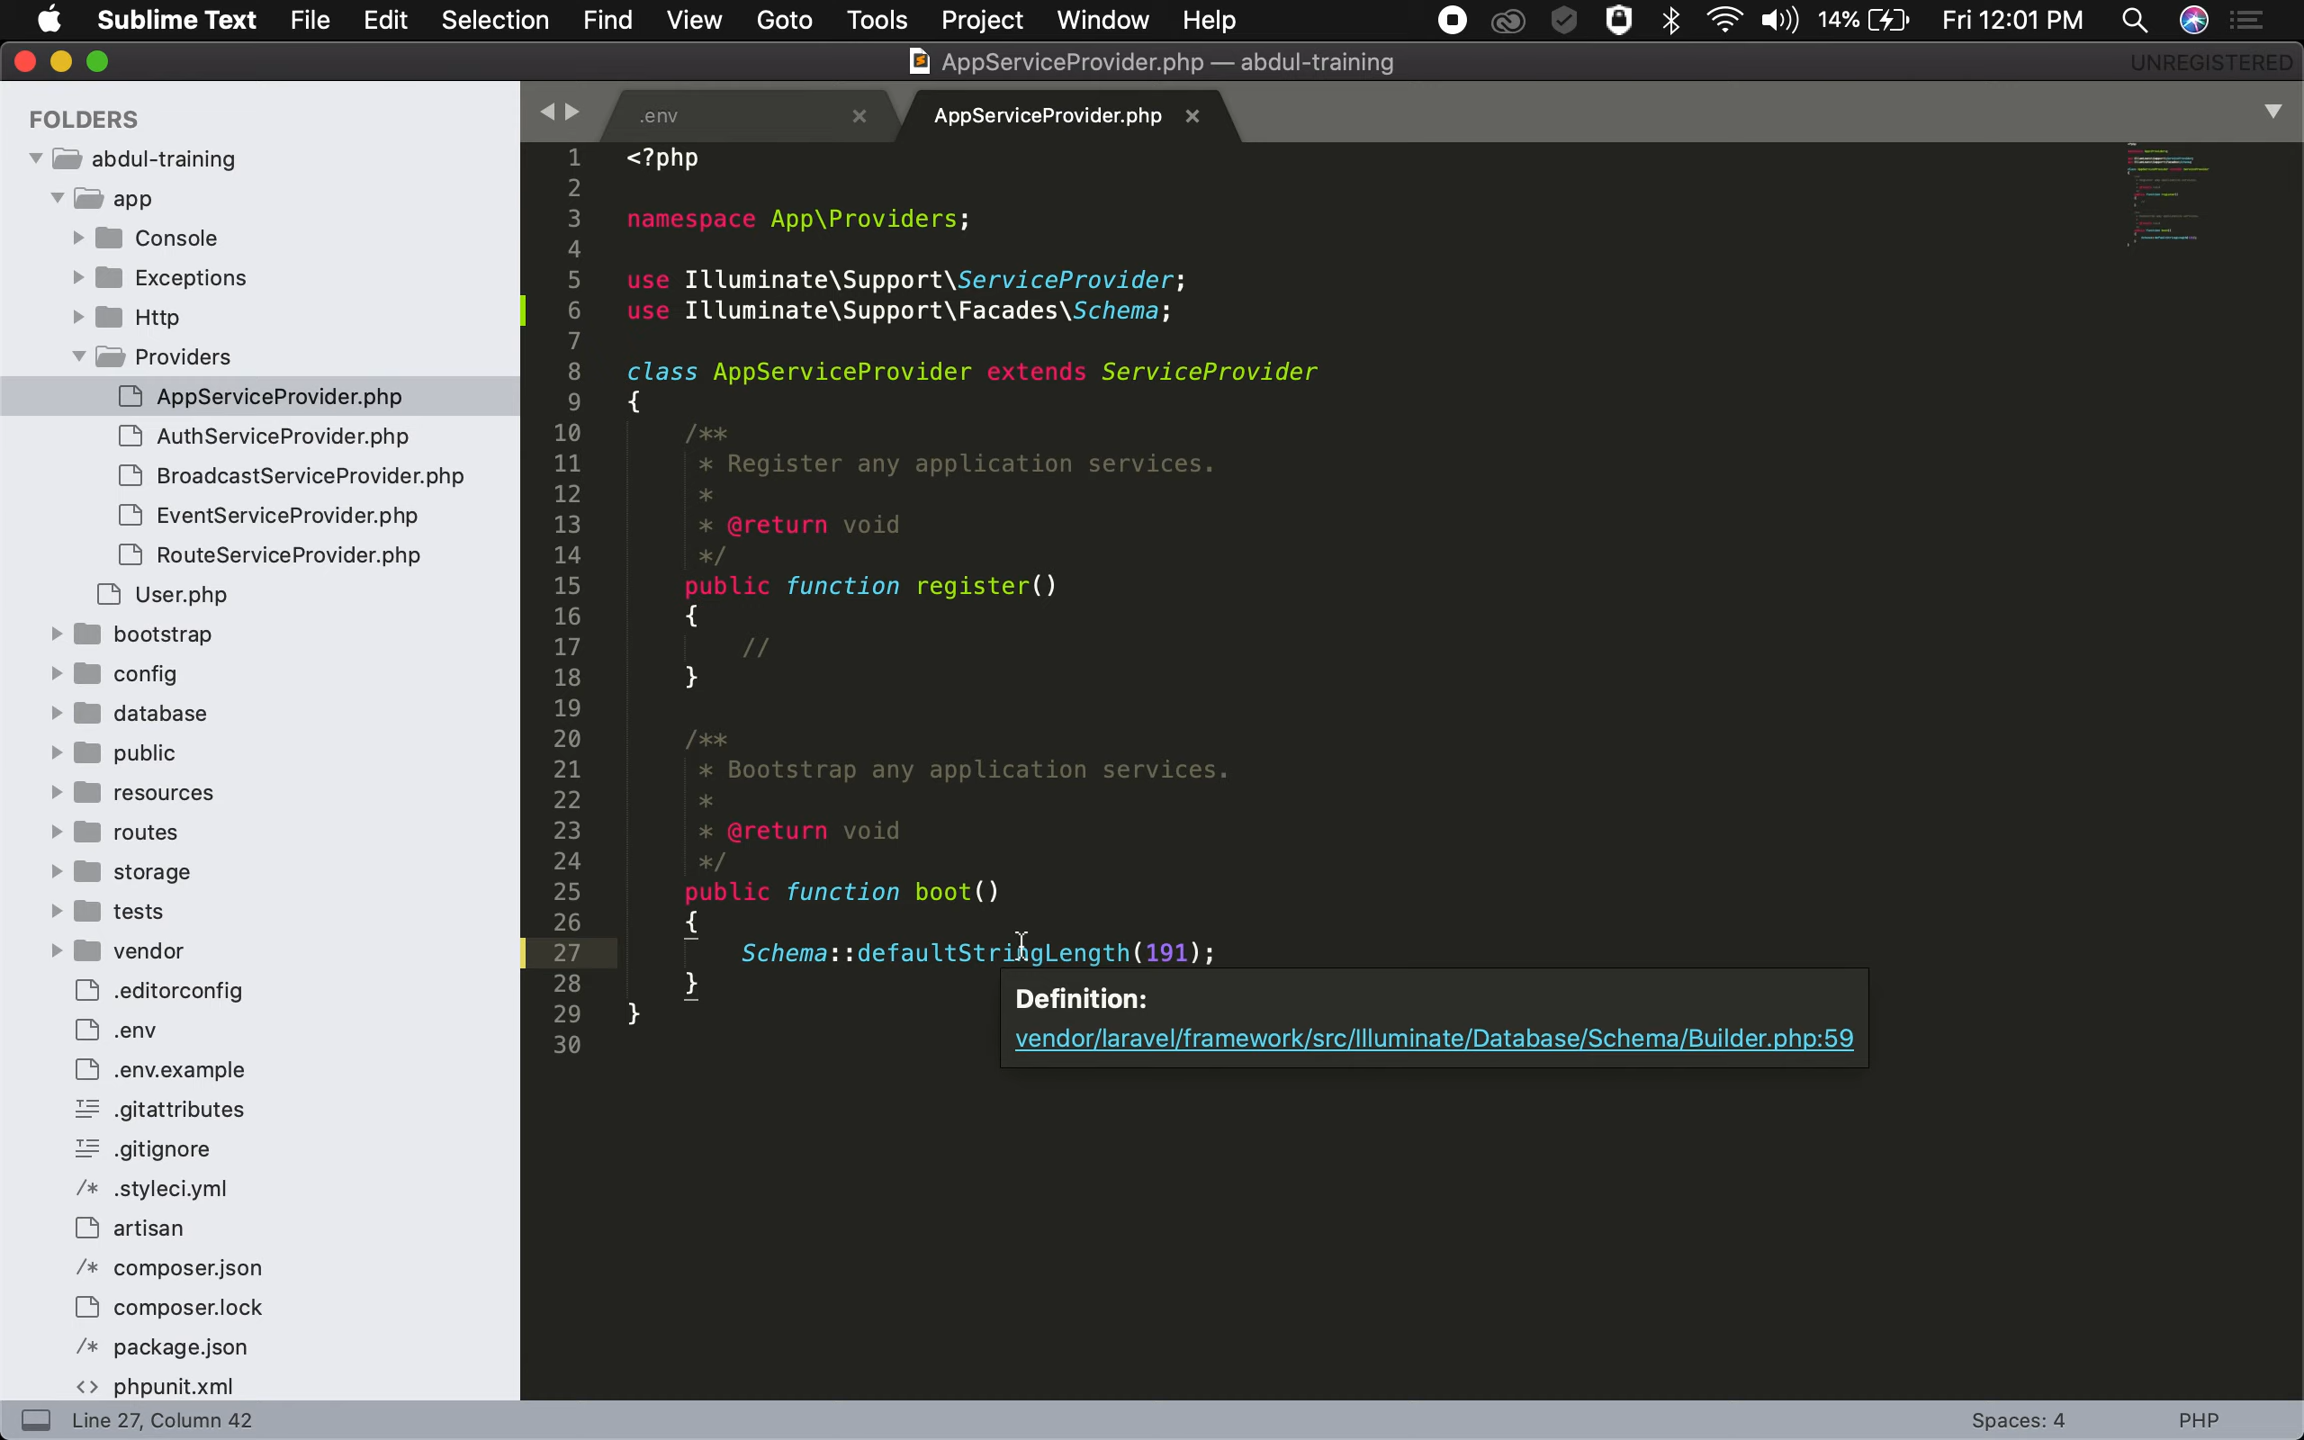 Sublime Text File Edit Selection Find View Goto Tools Project Window Help 14% Fri 12:01 PM
AppServiceProvider.php — abdul-training UNREGISTERED
FOLDERS
abdul-training
app
Console
Exceptions
Http
Providers
AppServiceProvider.php
AuthServiceProvider.php
BroadcastServiceProvider.php
EventServiceProvider.php
RouteServiceProvider.php
User.php
bootstrap
config
database
public
resources
routes
storage
tests
vendor
.editorconfig
.env
.env.example
.gitattributes
.gitignore
/* .styleci.yml
artisan
/* composer.json
composer.lock
/* package.json
<> phpunit.xml
.env × AppServiceProvider.php ×
1 <?php
2
3 namespace App\Providers;
4
5 use Illuminate\Support\ServiceProvider;
6 use Illuminate\Support\Facades\Schema;
7
8 class AppServiceProvider extends ServiceProvider
9 {
10 /**
11 * Register any application services.
12 *
13 * @return void
14 */
15 public function register()
16 {
17 //
18 }
19
20 /**
21 * Bootstrap any application services.
22 *
23 * @return void
24 */
25 public function boot()
26 {
27 Schema::defaultStringLength(191);
28 }
29 }
30
Definition:
vendor/laravel/framework/src/Illuminate/Database/Schema/Builder.php:59
Line 27, Column 42 Spaces: 4 PHP